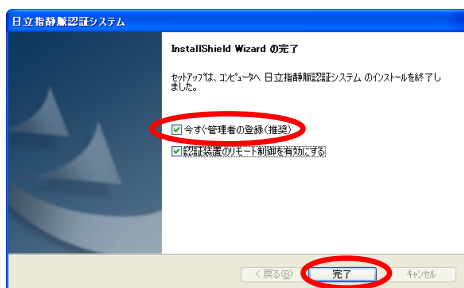 日立指静脈認証システム
InstallShield Wizard の完了
セットアップは、コンピュータへ 日立指静脈認証システム のインストールを終了し
ました。
今すぐ管理者の登録(推奨)
認証装置のリモート制御を有効にする
< 戻る(B)
完了
キャンセル